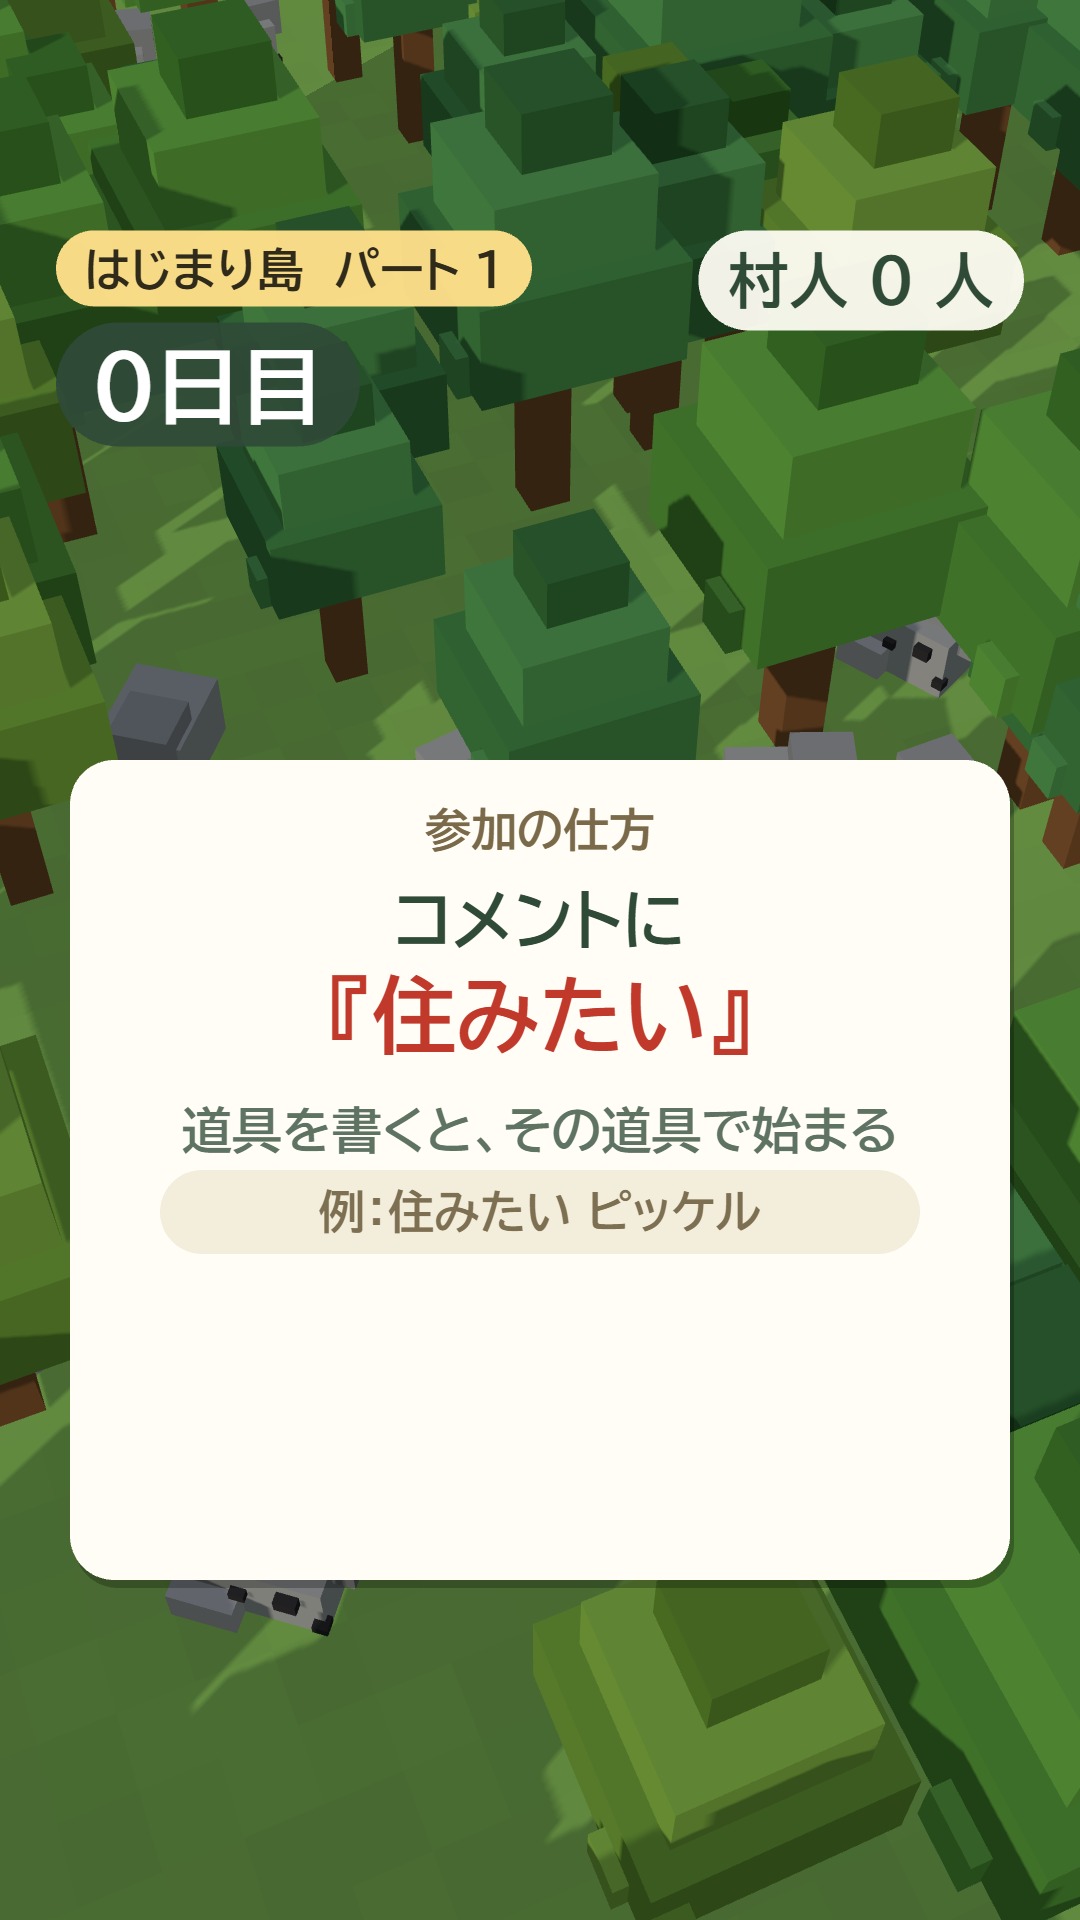 はじまり島 パート 1
村人 0 人
0日目
参加の仕方
コメントに
『住みたい』
道具を書くと、その道具で始まる
例：住みたい ピッケル